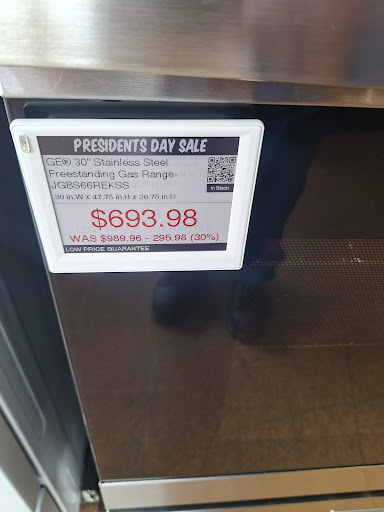 PRESIDENTS DAY SALE
GE® 30" Stainless Steel
Freestanding Gas Range-
JGBS66REKSS
30 in.W x 47.75 in.H x 28.75 in.D
In Stock
$693.98
WAS $989.96 - 295.98 (30%)
LOW PRICE GUARANTEE